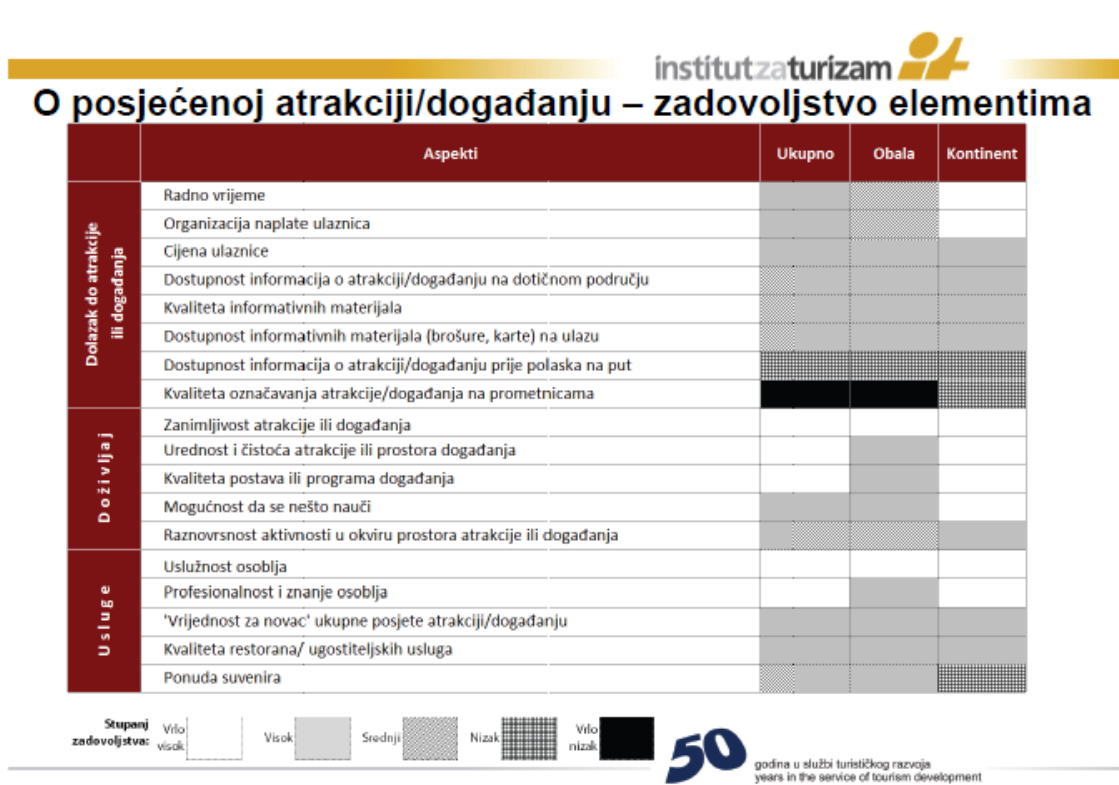 institutzaturizam
O posjećenoj atrakciji/događanju – zadovoljstvo elementima
Aspekti
Ukupno
Obala
Kontinent
Dolazak do atrakcije
ili događanja
Radno vrijeme
Organizacija naplate ulaznica
Cijena ulaznice
Dostupnost informacija o atrakciji/događanju na dotičnom području
Kvaliteta informativnih materijala
Dostupnost informativnih materijala (brošure, karte) na ulazu
Dostupnost informacija o atrakciji/događanju prije polaska na put
Kvaliteta označavanja atrakcije/događanja na prometnicama
Doživljaj
Zanimljivost atrakcije ili događanja
Urednost i čistoća atrakcije ili prostora događanja
Kvaliteta postava ili programa događanja
Mogućnost da se nešto nauči
Raznovrsnost aktivnosti u okviru prostora atrakcije ili događanja
Usluge
Uslužnost osoblja
Profesionalnost i znanje osoblja
'Vrijednost za novac' ukupne posjete atrakciji/događanju
Kvaliteta restorana/ ugostiteljskih usluga
Ponuda suvenira
Stupanj
zadovoljstva:
Vrlo
visok
Visok
Srednji
Nizak
Vrlo
nizak
50
godina u službi turističkog razvoja
years in the service of tourism development